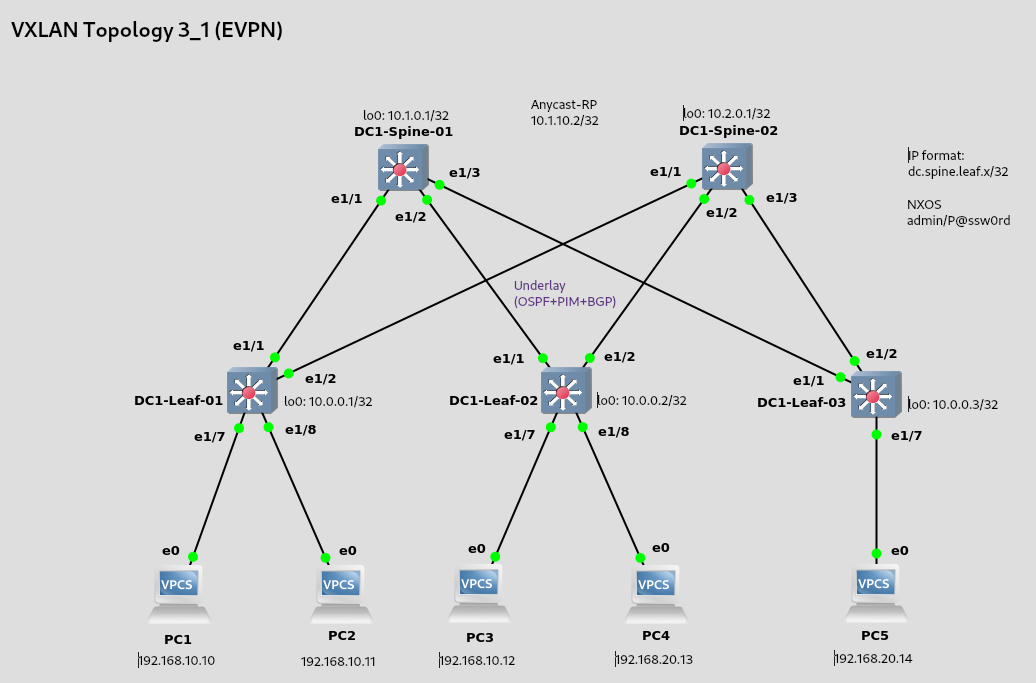 VXLAN Topology 3_1 (EVPN)
lo0: 10.1.0.1/32
DC1-Spine-01
Anycast-RP
10.1.10.2/32
lo0: 10.2.0.1/32
DC1-Spine-02
IP format:
dc.spine.leaf.x/32
NXOS
admin/P@ssw0rd
e1/3
e1/1
e1/2
e1/1
e1/2
e1/3
Underlay
(OSPF+PIM+BGP)
e1/1
e1/2
DC1-Leaf-01
lo0: 10.0.0.1/32
e1/7
e1/8
e1/1
e1/2
DC1-Leaf-02
lo0: 10.0.0.2/32
e1/7
e1/8
e1/2
e1/1
DC1-Leaf-03
lo0: 10.0.0.3/32
e1/7
e0
VPCS
PC1
192.168.10.10
e0
VPCS
PC2
192.168.10.11
e0
VPCS
PC3
192.168.10.12
e0
VPCS
PC4
192.168.20.13
e0
VPCS
PC5
192.168.20.14